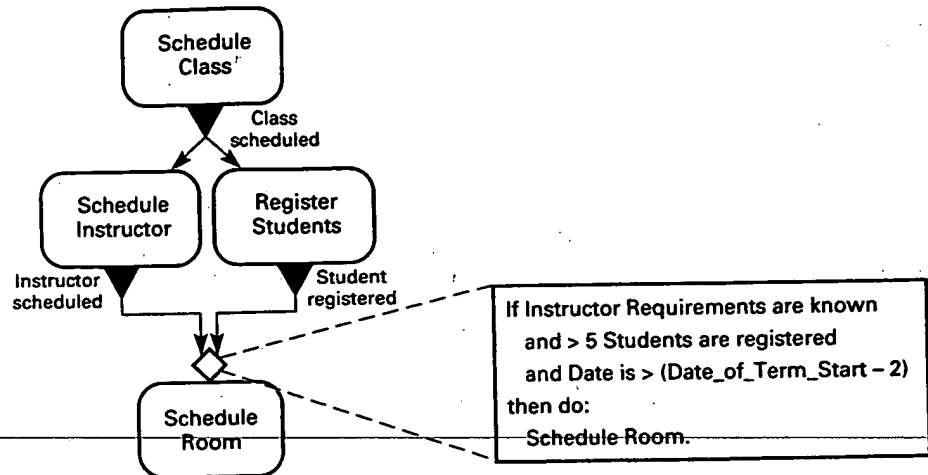 Schedule
Class
Class
scheduled
Schedule
Instructor
Register
Students
Instructor
scheduled
Student
registered
If Instructor Requirements are known
and > 5 Students are registered
and Date is > (Date_of_Term_Start – 2)
then do:
Schedule Room.
Schedule
Room